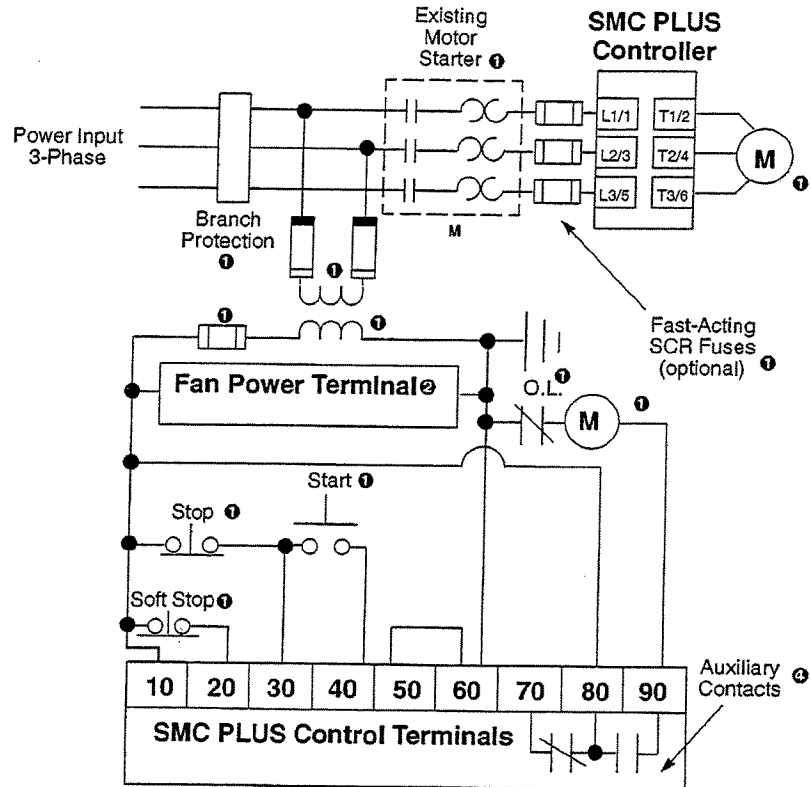 Existing
Motor
Starter ❶
SMC PLUS
Controller
Power Input
3-Phase
L1/1 T1/2
L2/3 T2/4
L3/5 T3/6
M
❶
Branch
Protection
❶
M
❶
❶
❶
Fast-Acting
SCR Fuses
(optional) ❶
Fan Power Terminal❷
O.L.❶
M
❶
Start ❶
Stop ❶
Soft Stop❶
10 20 30 40 50 60 70 80 90
SMC PLUS Control Terminals
Auxiliary ❹
Contacts